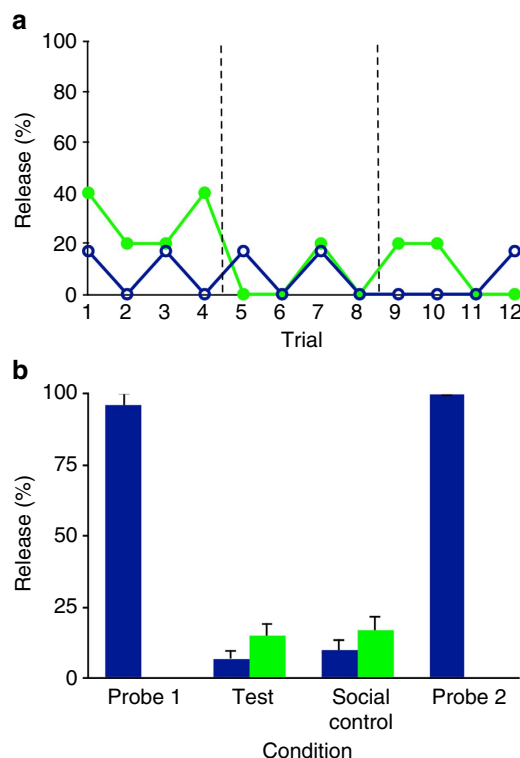 a
100
80
60
40
20
0
Release (%)
1 2 3 4 5 6 7 8 9 10 11 12
Trial
b
100
75
50
25
0
Release (%)
Probe 1 Test Social control Probe 2
Condition